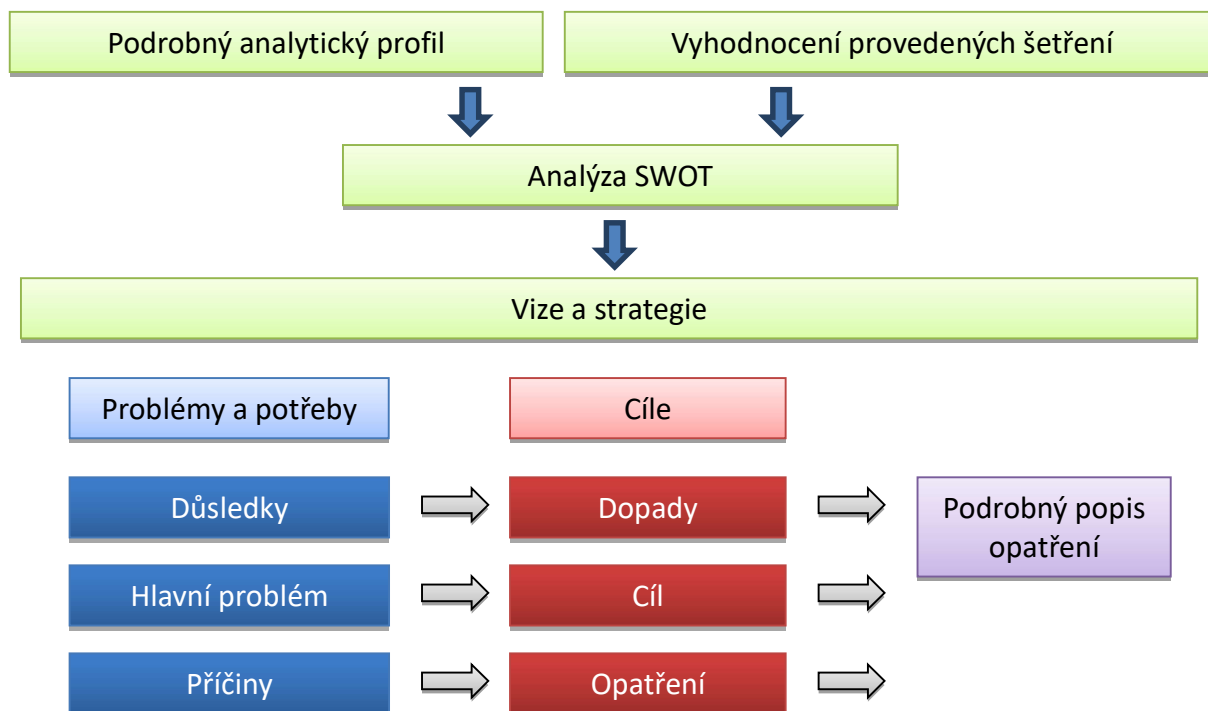 Podrobný analytický profil
Vyhodnocení provedených šetření
Analýza SWOT
Vize a strategie
Problémy a potřeby
Cíle
Důsledky
Dopady
Podrobný popis
opatření
Hlavní problém
Cíl
Příčiny
Opatření